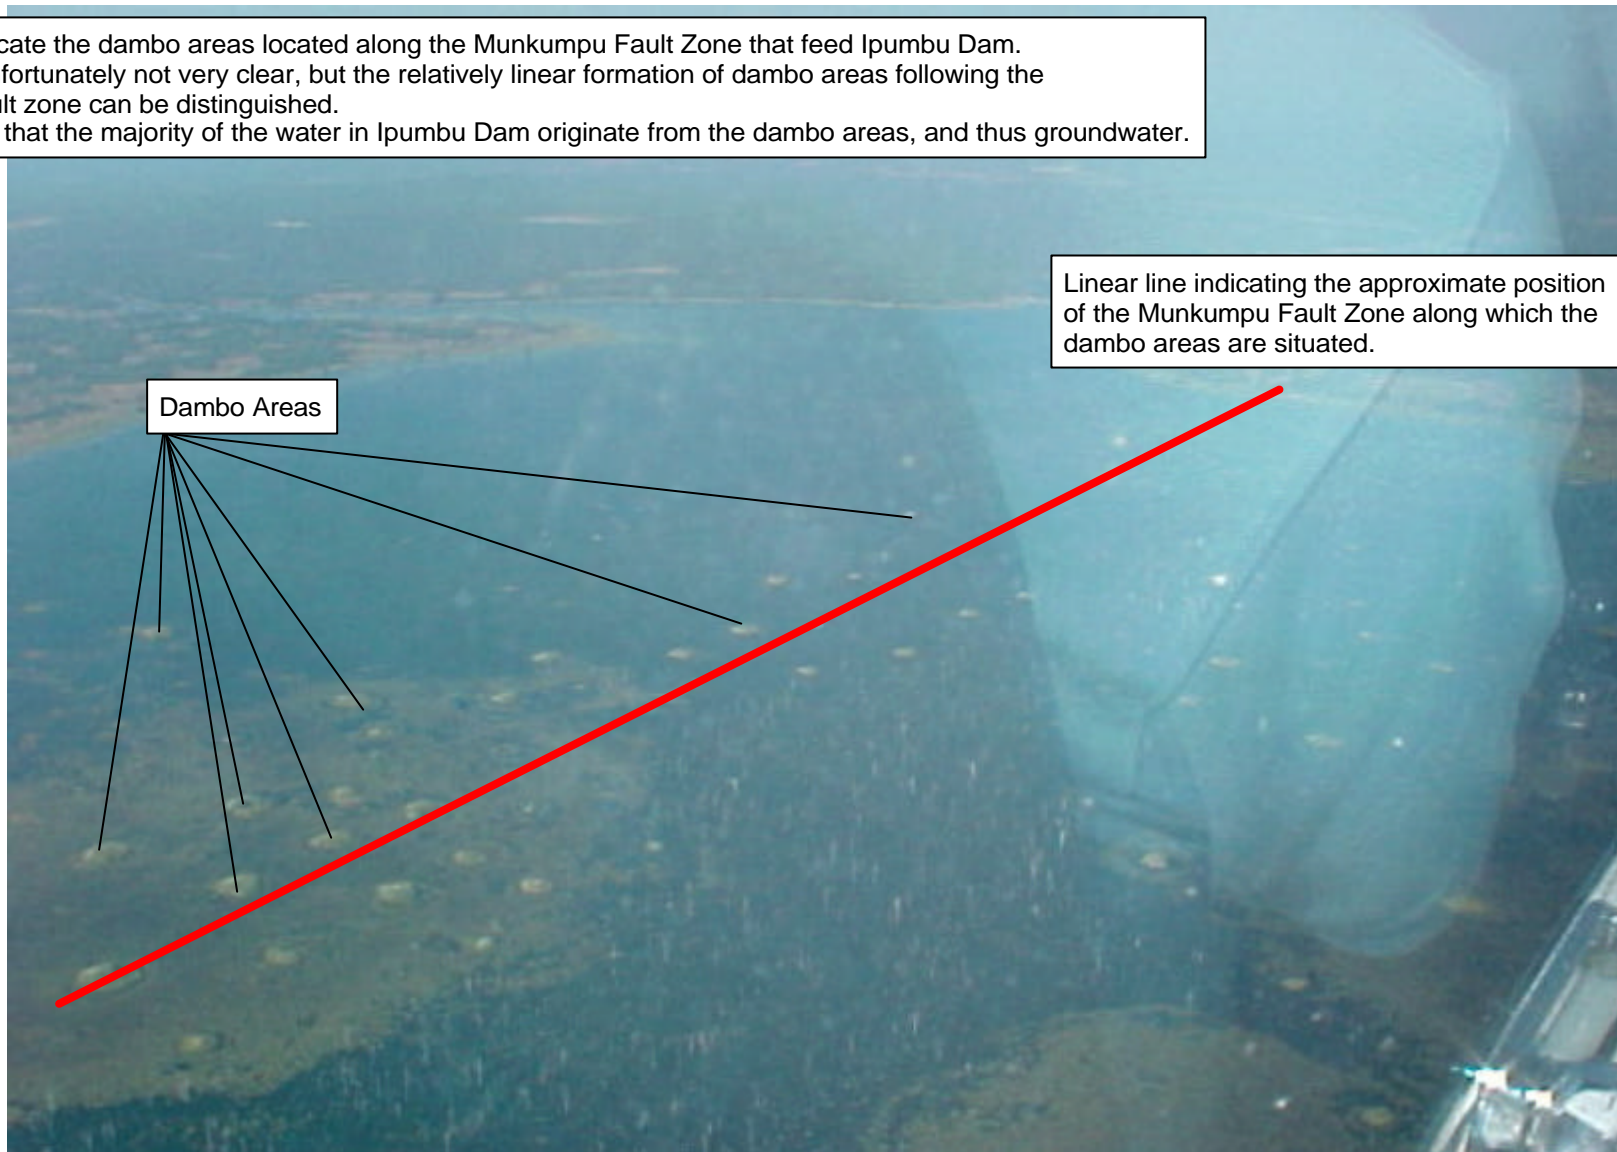 cate the dambo areas located along the Munkumpu Fault Zone that feed Ipumbu Dam.
fortunately not very clear, but the relatively linear formation of dambo areas following the
ult zone can be distinguished.
that the majority of the water in Ipumbu Dam originate from the dambo areas, and thus groundwater.
Linear line indicating the approximate position
of the Munkumpu Fault Zone along which the
dambo areas are situated.
Dambo Areas